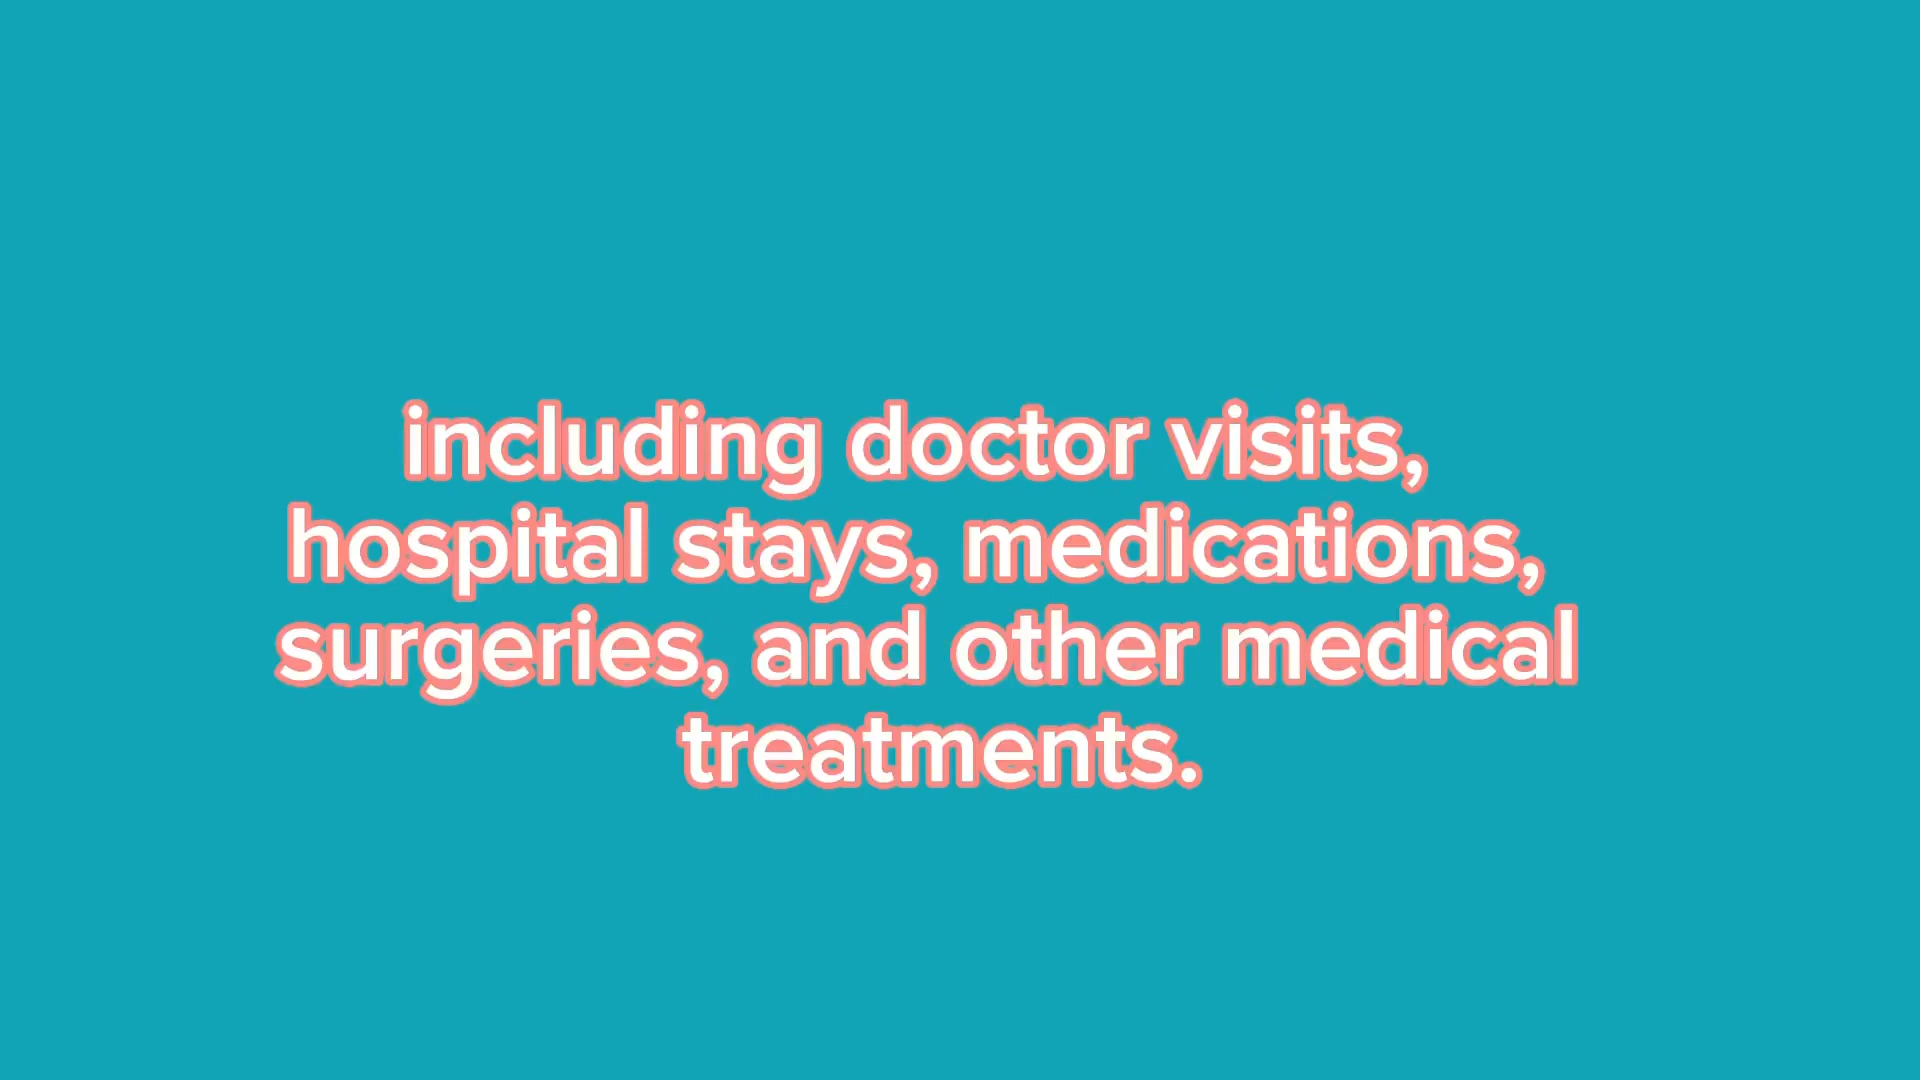 including doctor visits,
hospital stays, medications,
surgeries, and other medical
treatments.